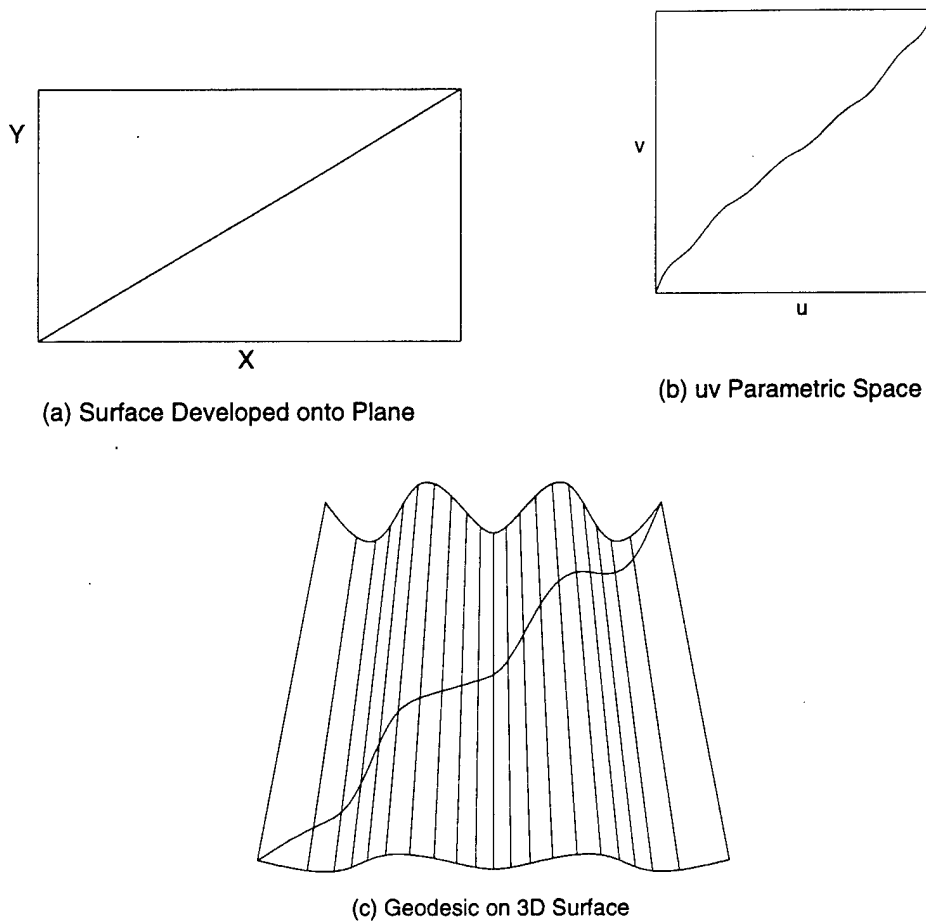 Y
X
(a) Surface Developed onto Plane
v
u
(b) uv Parametric Space
(c) Geodesic on 3D Surface